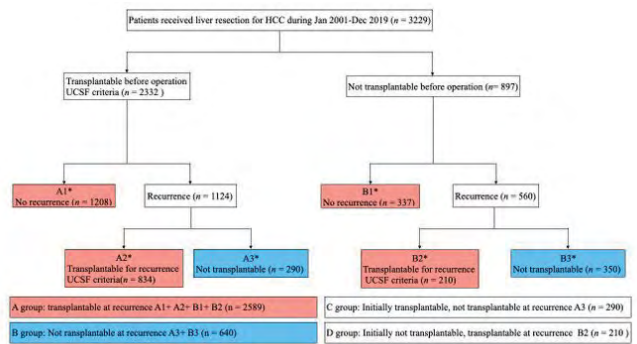 Patients received liver resection for HCC during Jan 2001-Dec 2019 (n = 3229)
Transplantable before operation
UCSF criteria (n = 2332 )
Not transplantable before operation (n= 897)
A1*
No recurrence (n = 1208)
Recurrence (n = 1124)
B1*
No recurrence (n = 337)
Recurrence (n = 560)
A2*
Transplantable for recurrence
UCSF criteria(n = 834)
A3*
Not transplantable (n = 290)
B2*
Transplantable for recurrence
UCSF criteria (n = 210)
B3*
Not transplantable (n = 350)
A group: transplantable at recurrence A1+ A2+ B1+ B2 (n = 2589)
C group: Initially transplantable, not transplantable at recurrence A3 (n = 290)
B group: Not ransplantable at recurrence A3+ B3 (n = 640)
D group: Initially not transplantable, transplantable at recurrence  B2 (n = 210)